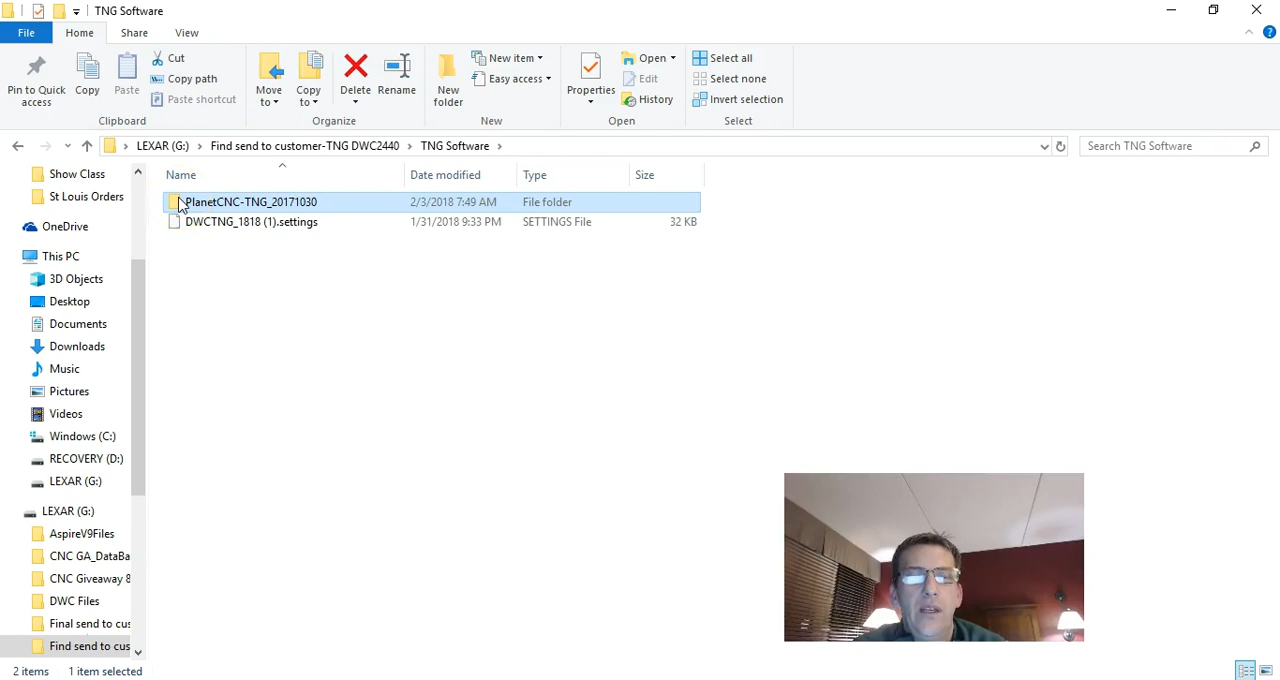 TNG Software
File Home Share View
Pin to Quick access
Copy
Paste
Cut
Copy path
Paste shortcut
Clipboard
Move to
Copy to
Delete
Rename
Organize
New folder
New item
Easy access
New
Properties
Open
Edit
History
Open
Select all
Select none
Invert selection
Select
LEXAR (G:) › Find send to customer-TNG DWC2440 › TNG Software ›
Search TNG Software
Name Date modified Type Size
PlanetCNC-TNG_20171030 2/3/2018 7:49 AM File folder
DWCTNG_1818 (1).settings 1/31/2018 9:33 PM SETTINGS File 32 KB
Show Class
St Louis Orders
OneDrive
This PC
3D Objects
Desktop
Documents
Downloads
Music
Pictures
Videos
Windows (C:)
RECOVERY (D:)
LEXAR (G:)
LEXAR (G:)
AspireV9Files
CNC GA_DataBa
CNC Giveaway 8
DWC Files
Final send to cus
Find send to cus
2 items 1 item selected